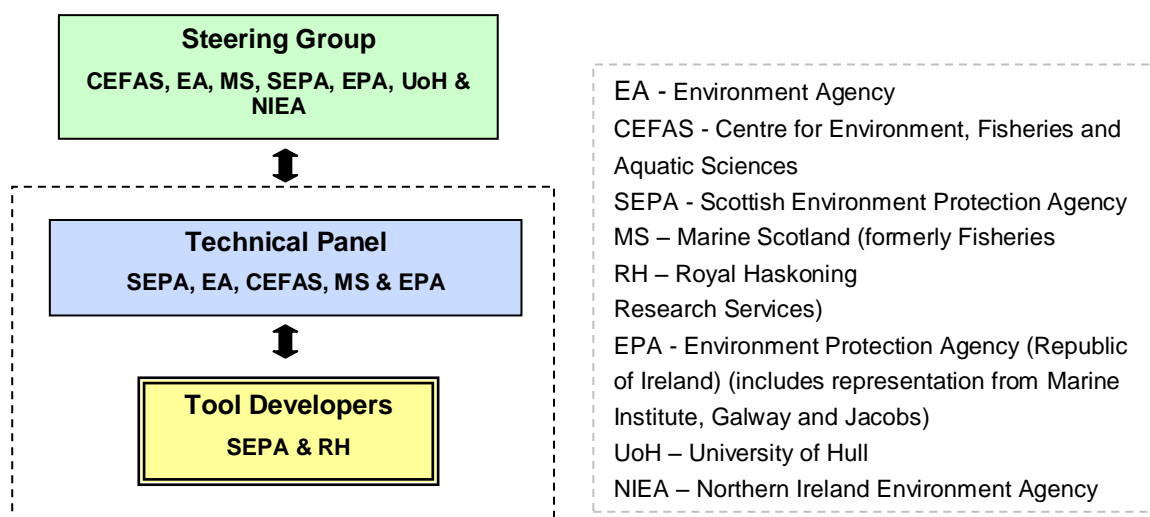 Steering Group
CEFAS, EA, MS, SEPA, EPA, UoH &
NIEA
Technical Panel
SEPA, EA, CEFAS, MS & EPA
Tool Developers
SEPA & RH
EA - Environment Agency
CEFAS - Centre for Environment, Fisheries and
Aquatic Sciences
SEPA - Scottish Environment Protection Agency
MS – Marine Scotland (formerly Fisheries
RH – Royal Haskoning
Research Services)
EPA - Environment Protection Agency (Republic
of Ireland) (includes representation from Marine
Institute, Galway and Jacobs)
UoH – University of Hull
NIEA – Northern Ireland Environment Agency